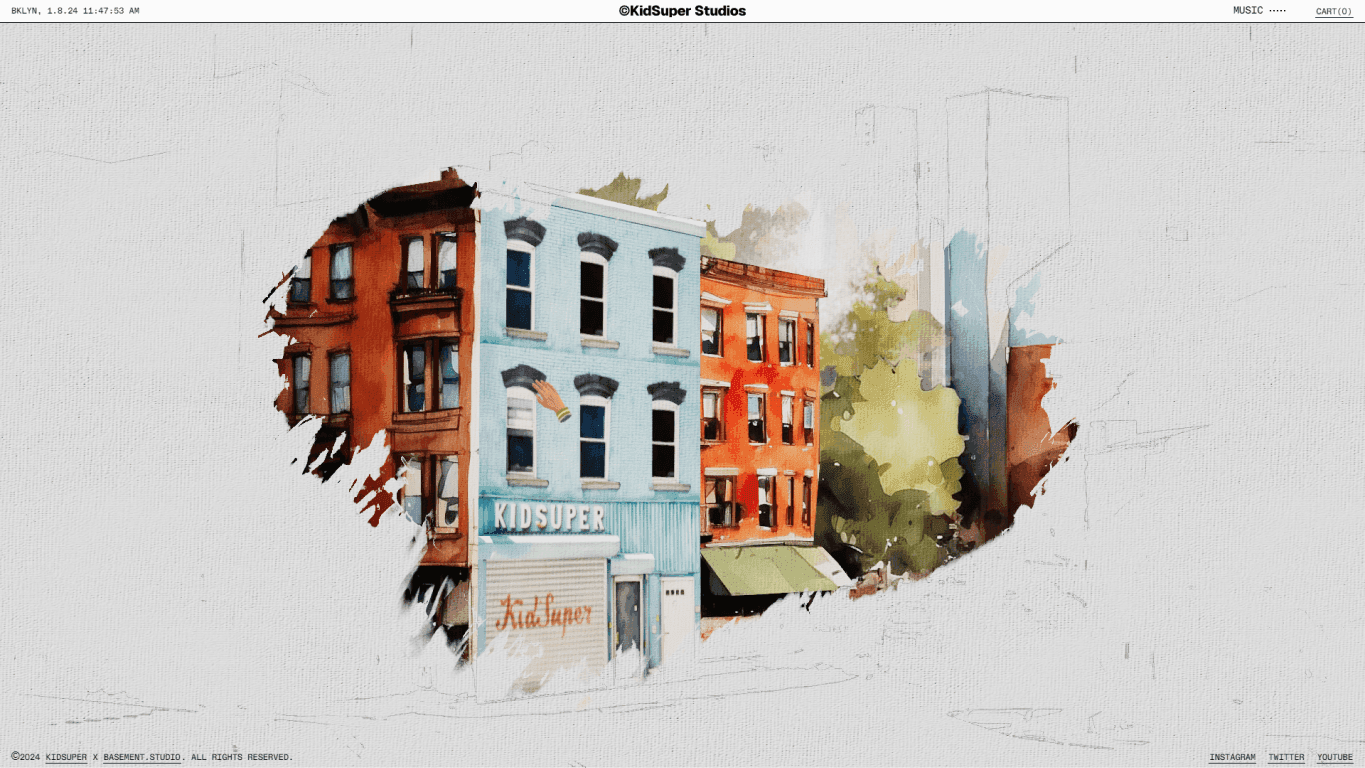 BKLYN, 1.8.24 11:47:53 AM
©KidSuper Studios
MUSIC
CART(0)
KIDSUPER
KidSuper
©2024 KIDSUPER X BASEMENT.STUDIO. ALL RIGHTS RESERVED.
INSTAGRAM TWITTER YOUTUBE